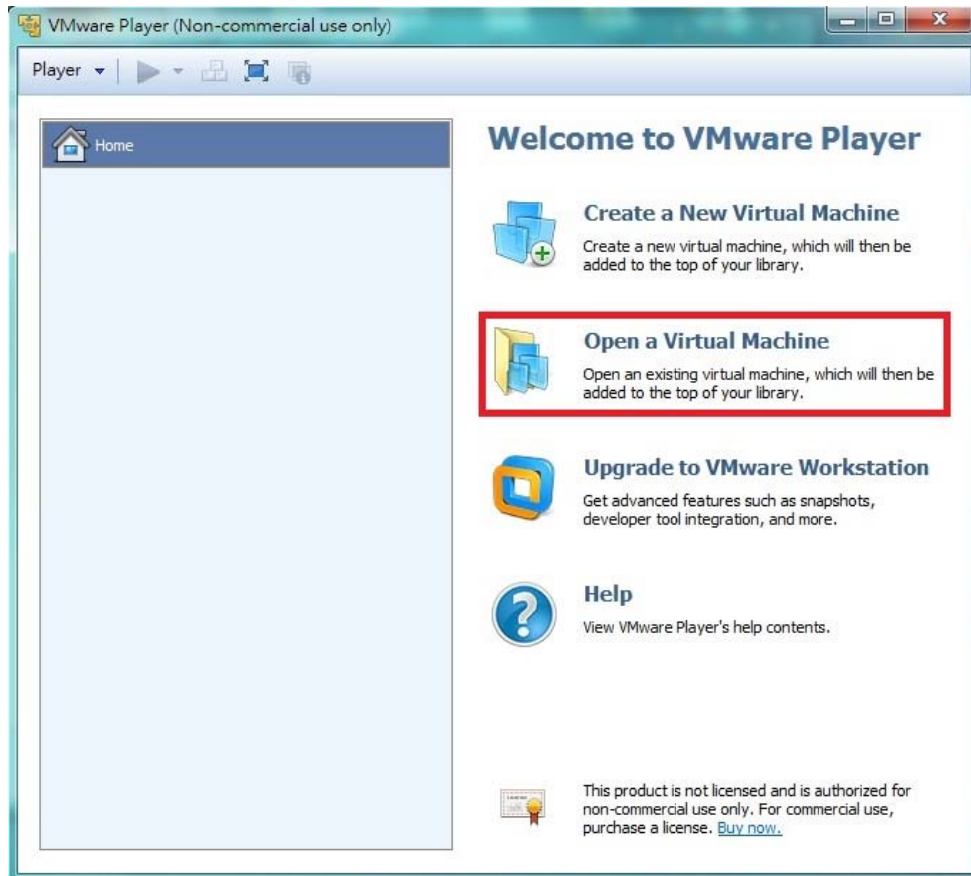 VMware Player (Non-commercial use only)
Player
Home
Welcome to VMware Player
Create a New Virtual Machine
Create a new virtual machine, which will then be
added to the top of your library.
Open a Virtual Machine
Open an existing virtual machine, which will then be
added to the top of your library.
Upgrade to VMware Workstation
Get advanced features such as snapshots,
developer tool integration, and more.
Help
View VMware Player's help contents.
This product is not licensed and is authorized for
non-commercial use only. For commercial use,
purchase a license. Buy now.